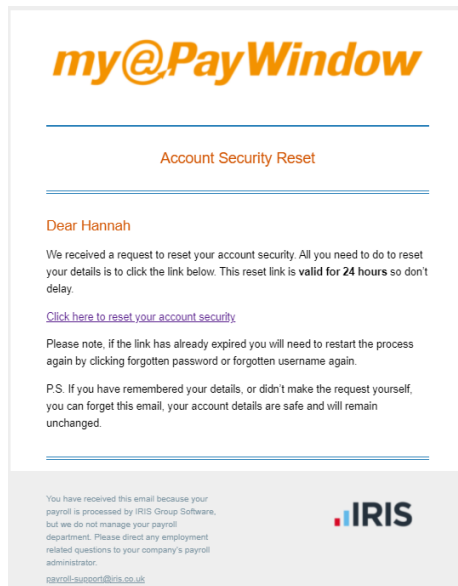 my@PayWindow
Account Security Reset
Dear Hannah
We received a request to reset your account security. All you need to do to reset
your details is to click the link below. This reset link is valid for 24 hours so don't
delay.
Click here to reset your account security
Please note, if the link has already expired you will need to restart the process
again by clicking forgotten password or forgotten username again.
P.S. If you have remembered your details, or didn't make the request yourself,
you can forget this email, your account details are safe and will remain
unchanged.
You have received this email because your
payroll is processed by IRIS Group Software,
but we do not manage your payroll
department. Please direct any employment
related questions to your company's payroll
administrator.
payroll-support@iris.co.uk
IRIS